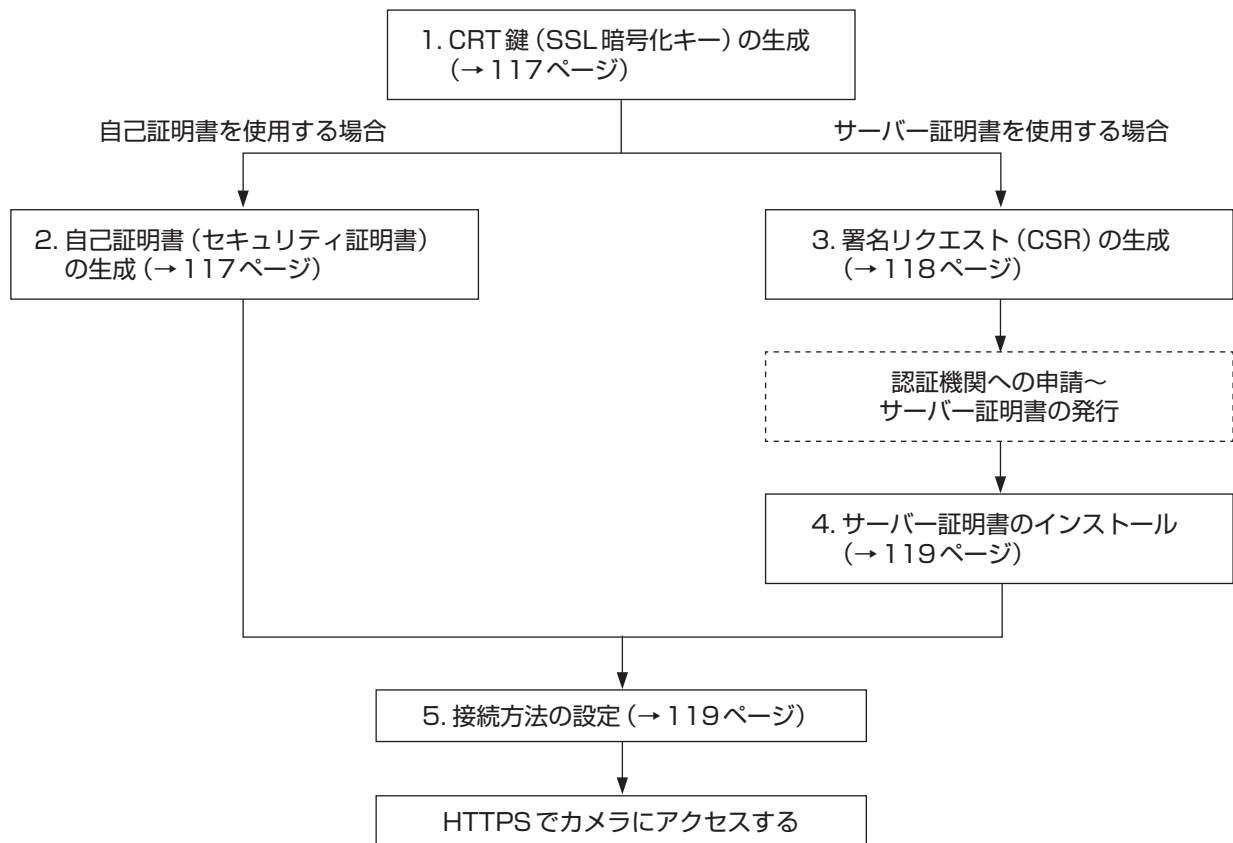 1. CRT鍵（SSL暗号化キー）の生成
（→117ページ）
自己証明書を使用する場合
サーバー証明書を使用する場合
2. 自己証明書（セキュリティ証明書）
の生成（→117ページ）
3. 署名リクエスト（CSR）の生成
（→118ページ）
認証機関への申請～
サーバー証明書の発行
4. サーバー証明書のインストール
（→119ページ）
5. 接続方法の設定（→119ページ）
HTTPSでカメラにアクセスする